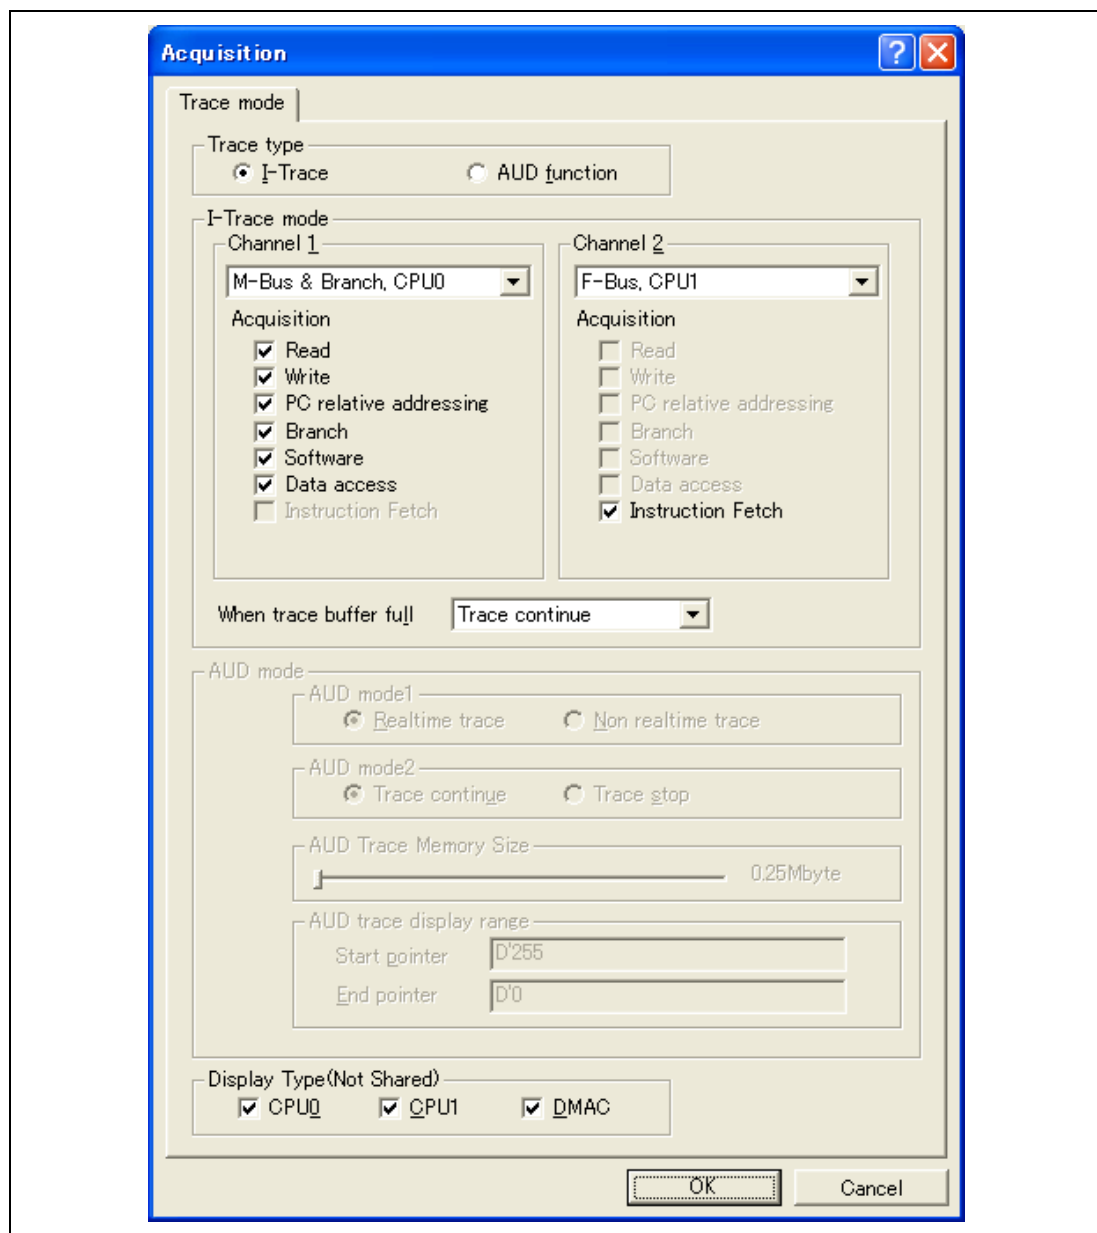 Acquisition
Trace mode
Trace type
I-Trace AUD function
I-Trace mode
Channel 1 Channel 2
M-Bus & Branch, CPU0 F-Bus, CPU1
Acquisition Acquisition
Read Read
Write Write
PC relative addressing PC relative addressing
Branch Branch
Software Software
Data access Data access
Instruction Fetch Instruction Fetch
When trace buffer full Trace continue
AUD mode
AUD mode1
Realtime trace Non realtime trace
AUD mode2
Trace continue Trace stop
AUD Trace Memory Size
0.25Mbyte
AUD trace display range
Start pointer D'255
End pointer D'0
Display Type(Not Shared)
CPU0 CPU1 DMAC
OK Cancel